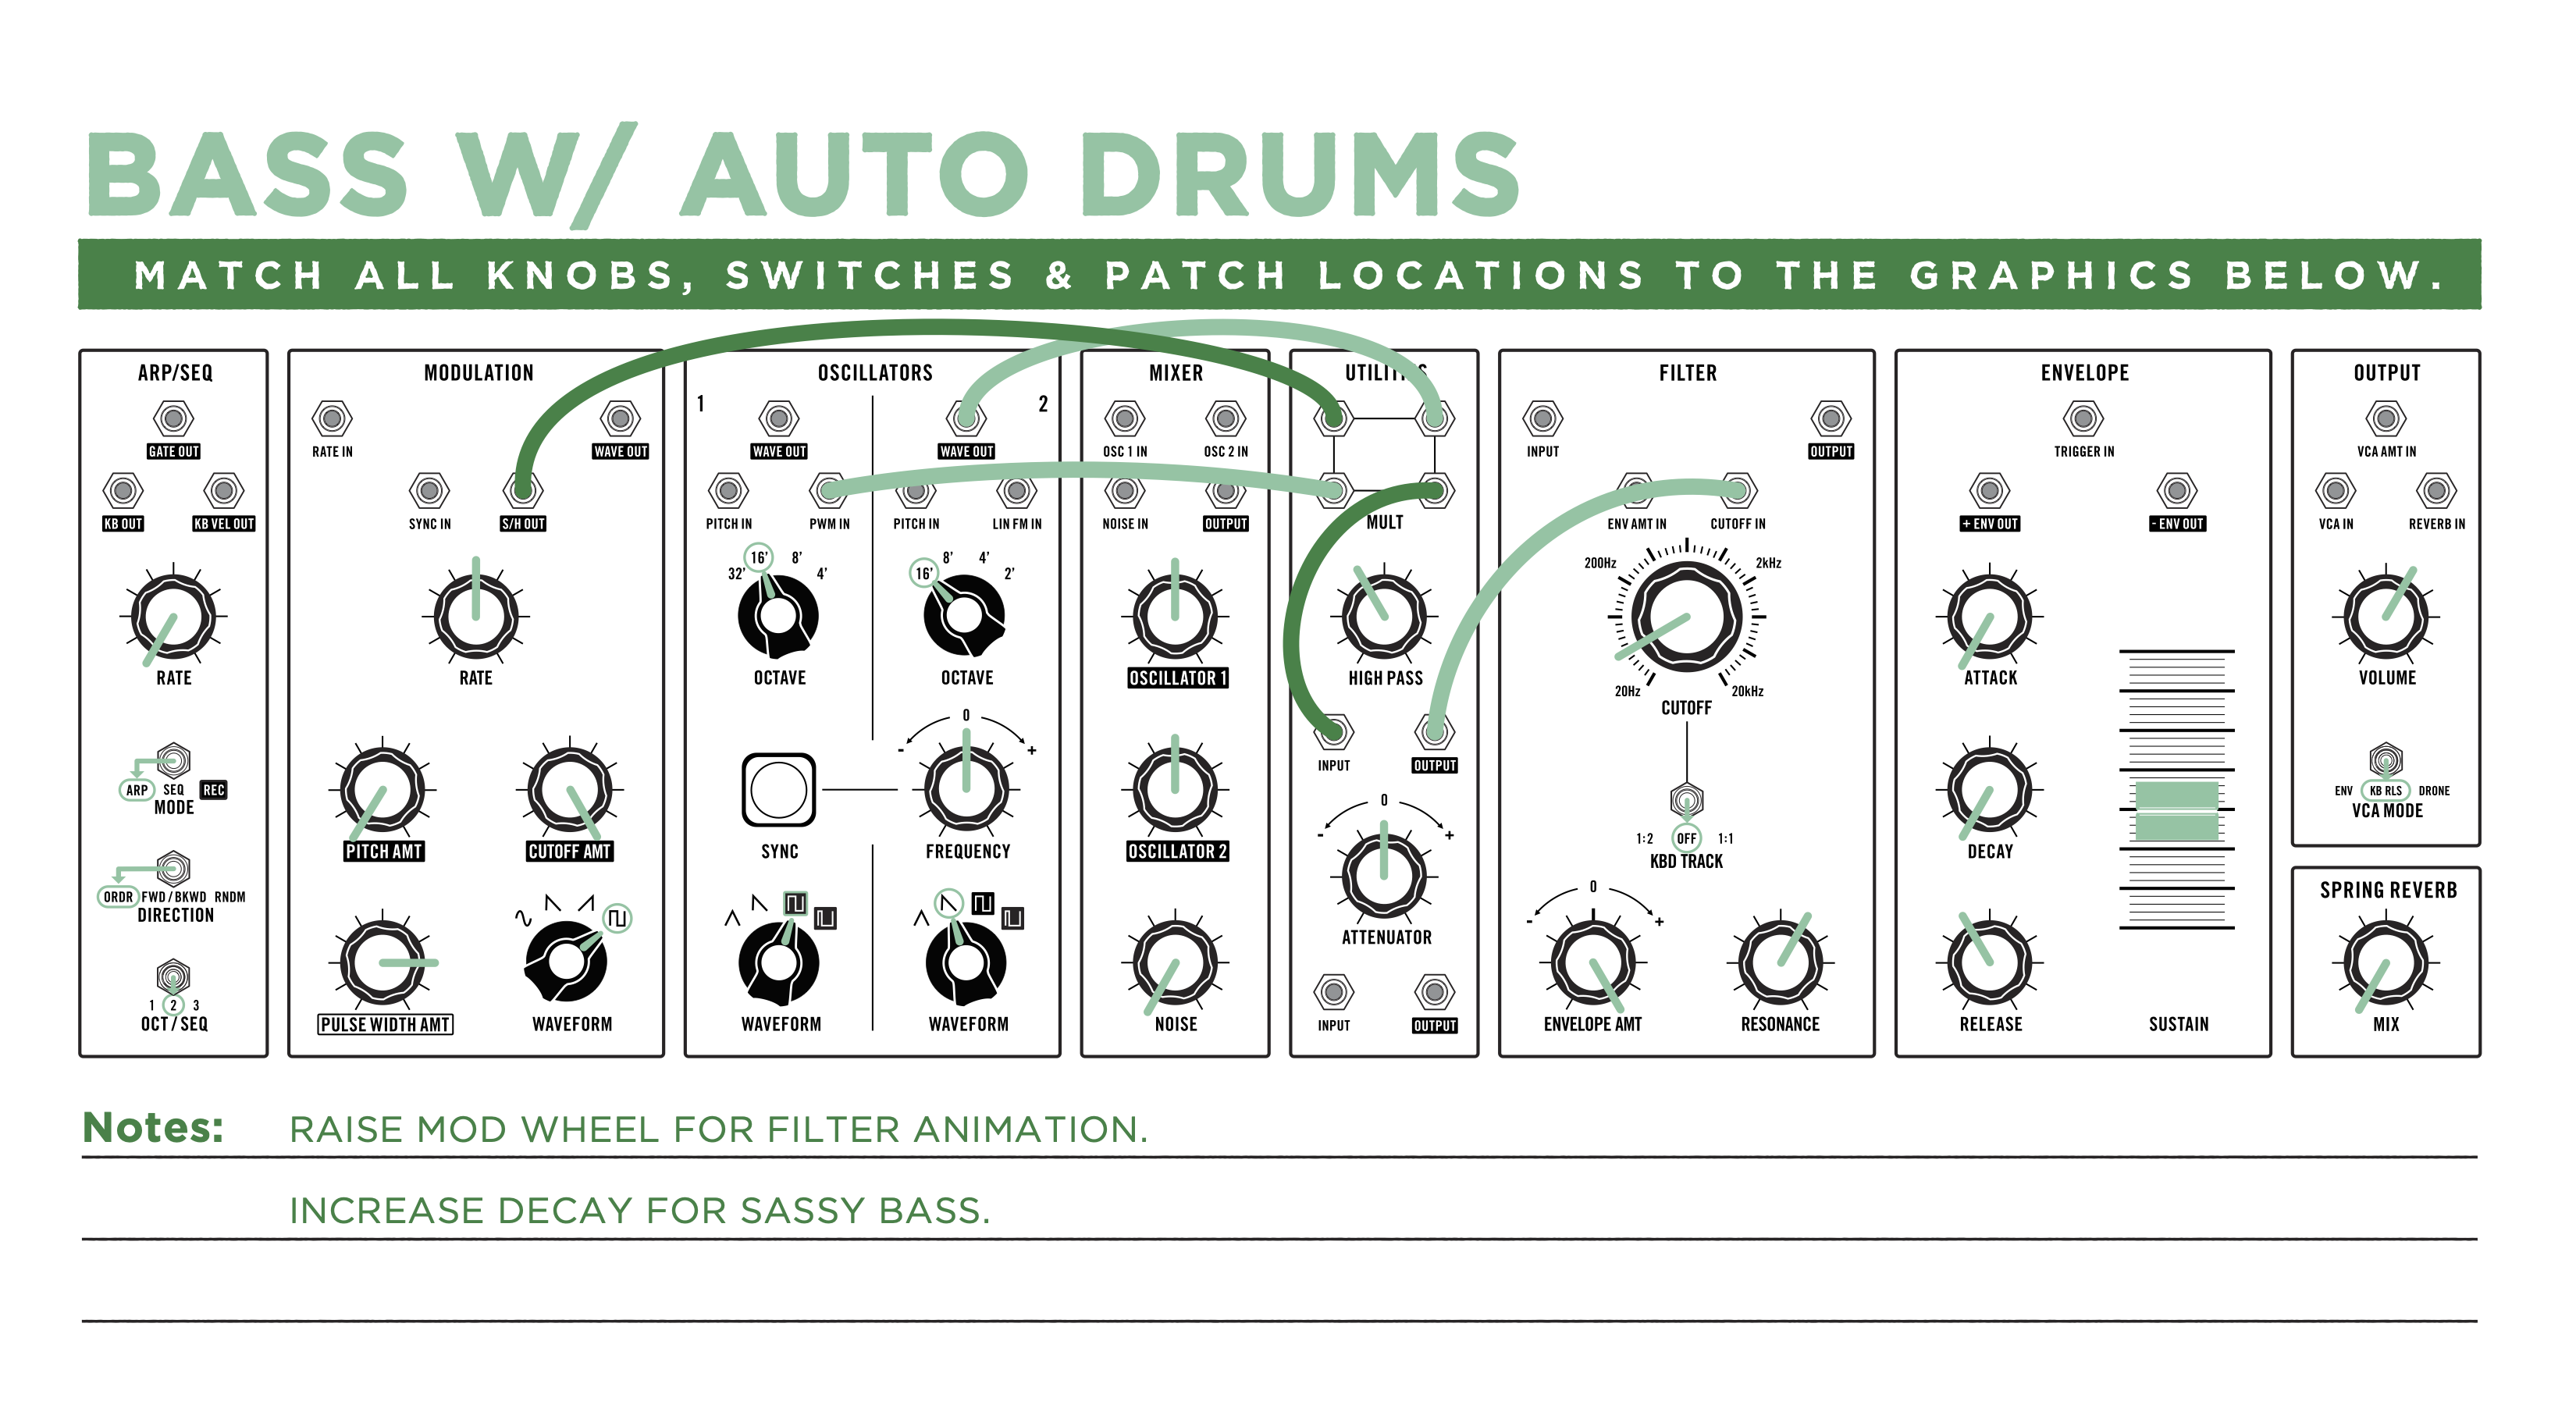 BASS W/ AUTO DRUMS
MATCH ALL KNOBS, SWITCHES & PATCH LOCATIONS TO THE GRAPHICS BELOW.
ARP/SEQ
GATE OUT
KB OUT KB VEL OUT
RATE
ARP SEQ REC
MODE
ORDR FWD / BKWD RNDM
DIRECTION
1 2 3
OCT / SEQ
MODULATION
RATE IN WAVE OUT
SYNC IN S/H OUT
RATE
PITCH AMT CUTOFF AMT
PULSE WIDTH AMT WAVEFORM
OSCILLATORS
1 2
WAVE OUT WAVE OUT
PITCH IN PWM IN PITCH IN LIN FM IN
32' 16' 8' 4' 16' 8' 4' 2'
OCTAVE OCTAVE
0
- +
SYNC FREQUENCY
WAVEFORM WAVEFORM
MIXER
OSC 1 IN OSC 2 IN
NOISE IN OUTPUT
OSCILLATOR 1
OSCILLATOR 2
NOISE
UTILITIES
MULT
HIGH PASS
INPUT OUTPUT
0
- +
ATTENUATOR
INPUT OUTPUT
FILTER
INPUT OUTPUT
ENV AMT IN CUTOFF IN
200Hz 2kHz
20Hz 20kHz
CUTOFF
1:2 OFF 1:1
KBD TRACK
0
- +
ENVELOPE AMT RESONANCE
ENVELOPE
TRIGGER IN
+ ENV OUT - ENV OUT
ATTACK
DECAY
RELEASE SUSTAIN
OUTPUT
VCA AMT IN
VCA IN REVERB IN
VOLUME
ENV KB RLS DRONE
VCA MODE
SPRING REVERB
MIX
Notes: RAISE MOD WHEEL FOR FILTER ANIMATION.
INCREASE DECAY FOR SASSY BASS.